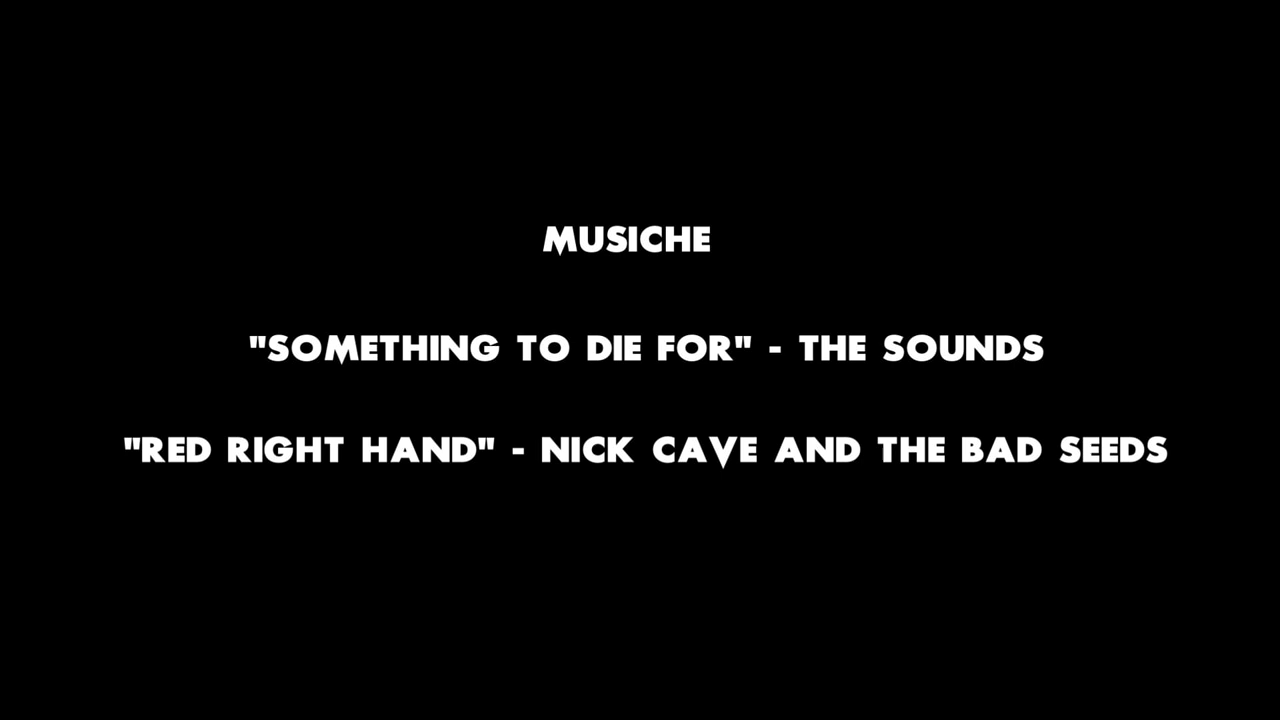 MUSICHE
"SOMETHING TO DIE FOR" - THE SOUNDS
"RED RIGHT HAND" - NICK CAVE AND THE BAD SEEDS